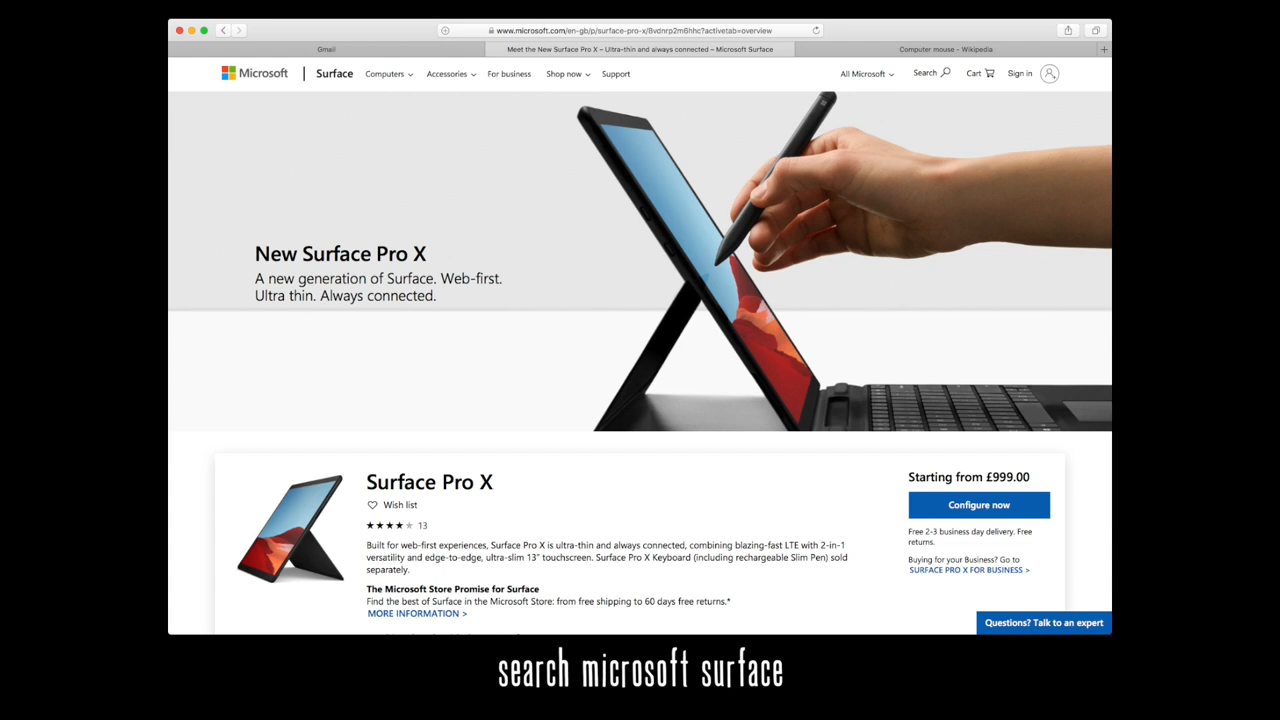 www.microsoft.com/en-gb/p/surface-pro-x/8vdnrp2m6hhc?activetab=overview
Gmail
Meet the New Surface Pro X – Ultra-thin and always connected – Microsoft Surface
Computer mouse - Wikipedia
Microsoft
Surface
Computers
Accessories
For business
Shop now
Support
All Microsoft
Search
Cart
Sign in
New Surface Pro X
A new generation of Surface. Web-first.
Ultra thin. Always connected.
Surface Pro X
Wish list
13
Built for web-first experiences, Surface Pro X is ultra-thin and always connected, combining blazing-fast LTE with 2-in-1
versatility and edge-to-edge, ultra-slim 13" touchscreen. Surface Pro X Keyboard (including rechargeable Slim Pen) sold
separately.
The Microsoft Store Promise for Surface
Find the best of Surface in the Microsoft Store: from free shipping to 60 days free returns.*
MORE INFORMATION >
Starting from £999.00
Configure now
Free 2-3 business day delivery. Free
returns.
Buying for your Business? Go to
SURFACE PRO X FOR BUSINESS >
Questions? Talk to an expert
search microsoft surface